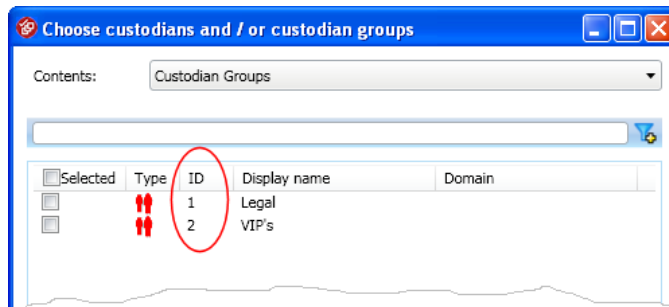 Choose custodians and / or custodian groups
Contents: Custodian Groups
Selected Type ID Display name Domain
1 Legal
2 VIP's